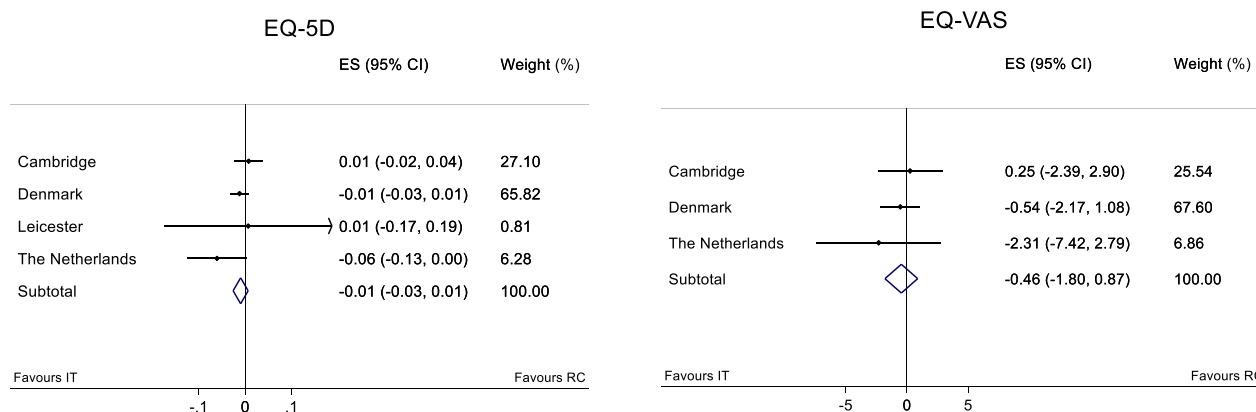 EQ-5D
ES (95% CI) Weight (%)
Cambridge 0.01 (-0.02, 0.04) 27.10
Denmark -0.01 (-0.03, 0.01) 65.82
Leicester 0.01 (-0.17, 0.19) 0.81
The Netherlands -0.06 (-0.13, 0.00) 6.28
Subtotal -0.01 (-0.03, 0.01) 100.00
Favours IT Favours RC
-.1 0 .1
EQ-VAS
ES (95% CI) Weight (%)
Cambridge 0.25 (-2.39, 2.90) 25.54
Denmark -0.54 (-2.17, 1.08) 67.60
The Netherlands -2.31 (-7.42, 2.79) 6.86
Subtotal -0.46 (-1.80, 0.87) 100.00
Favours IT Favours RC
-5 0 5